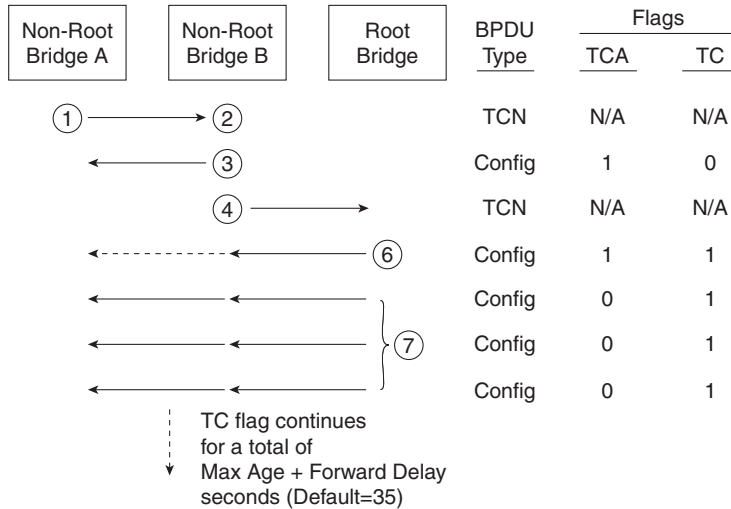 Non-Root Bridge A
Non-Root Bridge B
Root Bridge
BPDU Type
Flags
TCA TC
1 2 TCN N/A N/A
3 Config 1 0
4 TCN N/A N/A
6 Config 1 1
Config 0 1
7 Config 0 1
Config 0 1
TC flag continues
for a total of
Max Age + Forward Delay
seconds (Default=35)